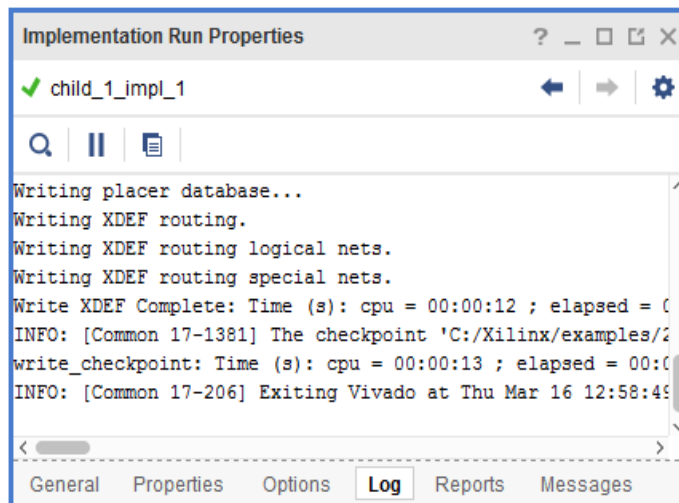 Implementation Run Properties
child_1_impl_1
Writing placer database...
Writing XDEF routing.
Writing XDEF routing logical nets.
Writing XDEF routing special nets.
Write XDEF Complete: Time (s): cpu = 00:00:12 ; elapsed = 0
INFO: [Common 17-1381] The checkpoint 'C:/Xilinx/examples/2
write_checkpoint: Time (s): cpu = 00:00:13 ; elapsed = 00:0
INFO: [Common 17-206] Exiting Vivado at Thu Mar 16 12:58:49
General Properties Options Log Reports Messages